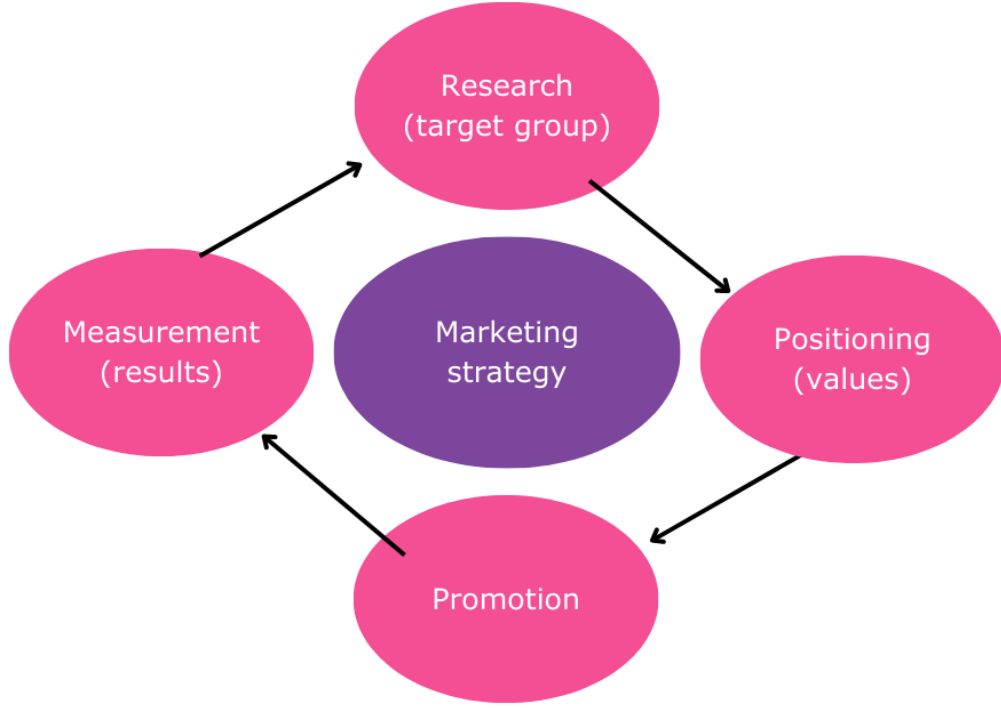 Research
(target group)
Measurement
(results)
Marketing
strategy
Positioning
(values)
Promotion